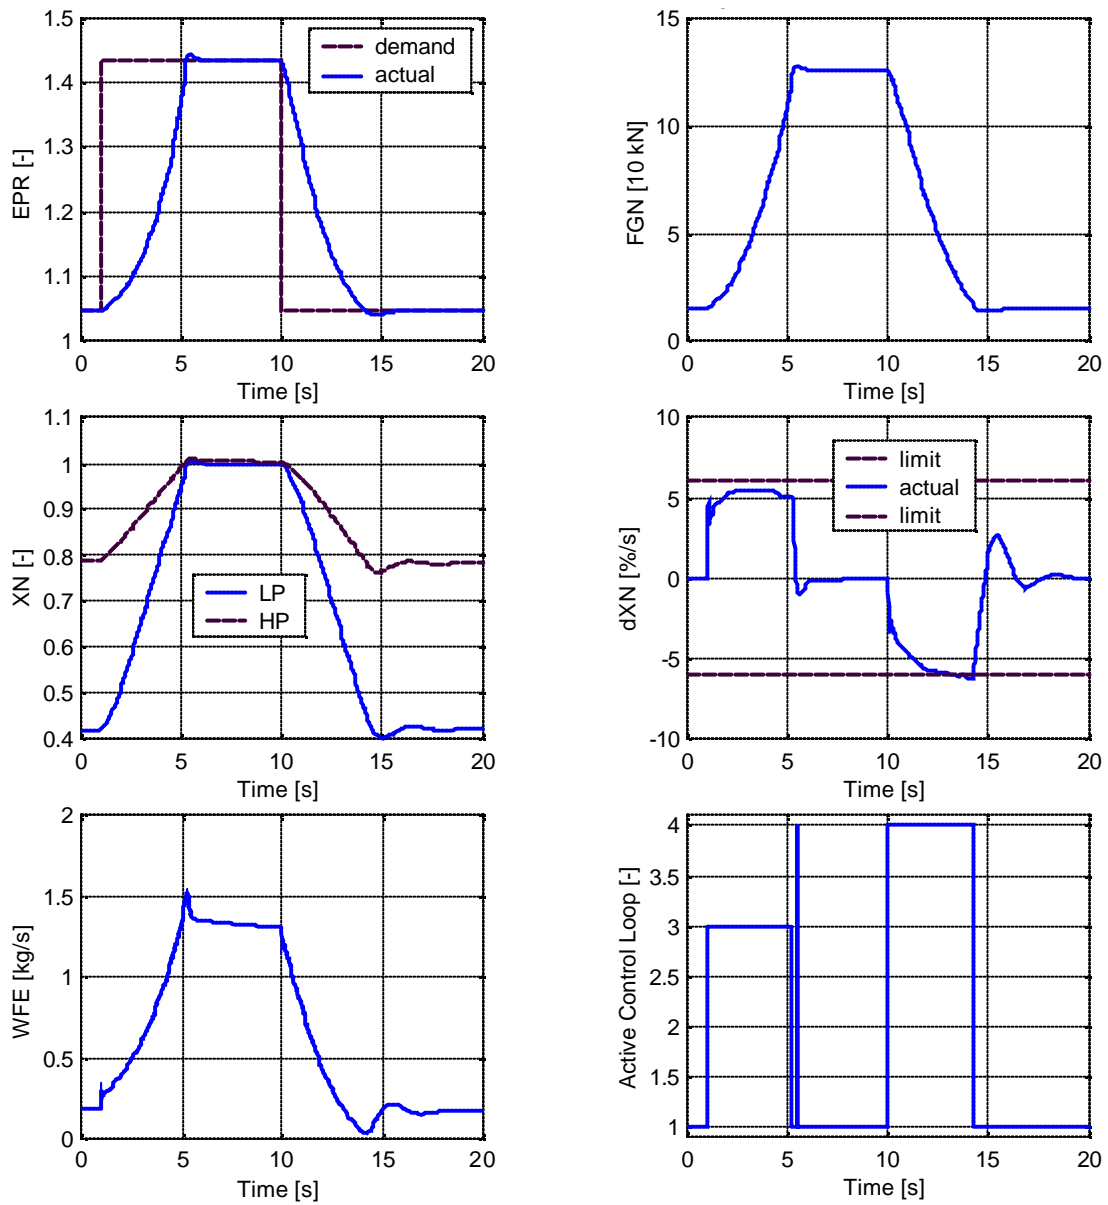 1.5
1.4
1.3
1.2
1.1
1
EPR [-]
demand
actual
0 5 10 15 20
Time [s]
15
10
5
0
FGN [10 kN]
0 5 10 15 20
Time [s]
1.1
1
0.9
0.8
0.7
0.6
0.5
0.4
XN [-]
LP
HP
0 5 10 15 20
Time [s]
10
5
0
-5
-10
dXN [%/s]
limit
actual
limit
0 5 10 15 20
Time [s]
2
1.5
1
0.5
0
WFE [kg/s]
0 5 10 15 20
Time [s]
4
3.5
3
2.5
2
1.5
1
Active Control Loop [-]
0 5 10 15 20
Time [s]